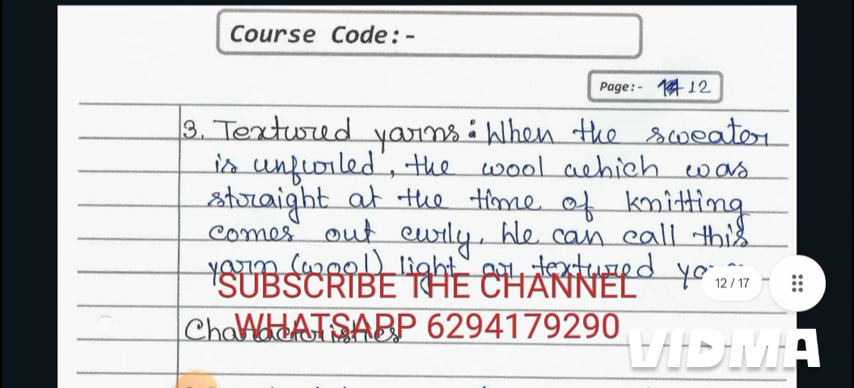 Course Code:-
Page:- 12
3. Textured yarns: When the sweater
is unfurled, the wool which was
straight at the time of knitting
comes out curly. We can call this
yarn (wool) light or textured
SUBSCRIBE THE CHANNEL
12 / 17
Characteristics
WHATSAPP 6294179290
VIDMA